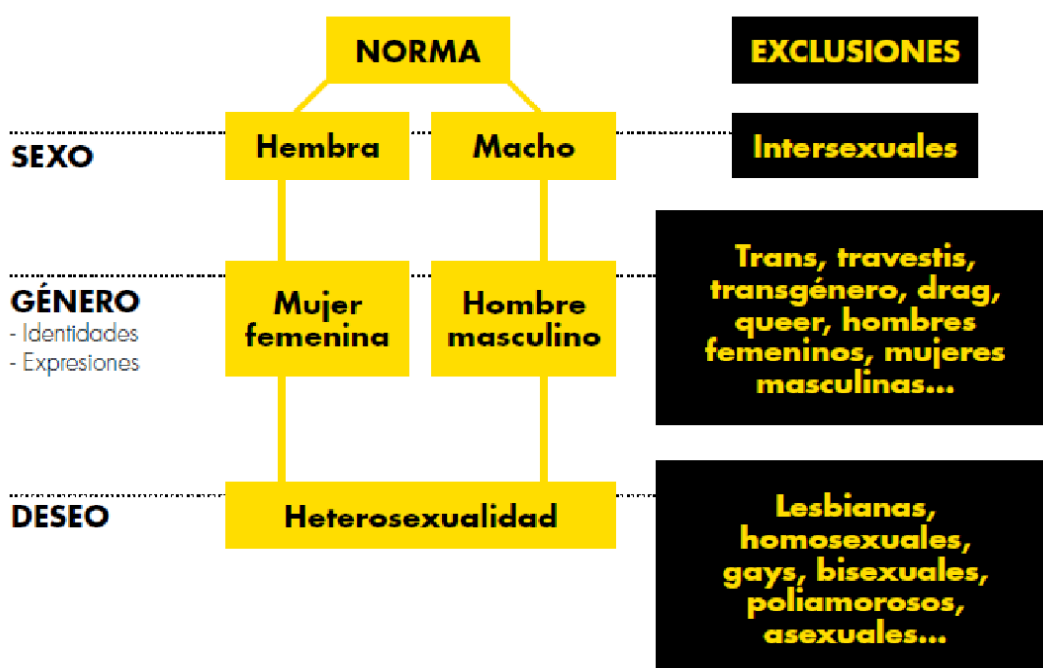 NORMA
EXCLUSIONES
SEXO
Hembra
Macho
Intersexuales
GÉNERO
- Identidades
- Expresiones
Mujer
femenina
Hombre
masculino
Trans, travestis,
transgénero, drag,
queer, hombres
femeninos, mujeres
masculinas...
DESEO
Heterosexualidad
Lesbianas,
homosexuales,
gays, bisexuales,
poliamorosos,
asexuales...